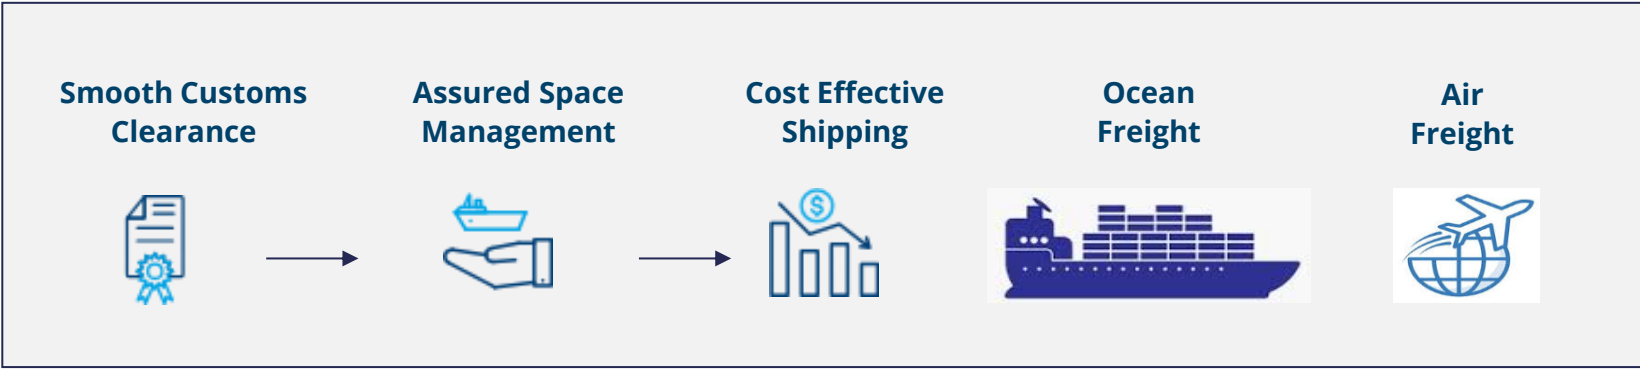 Smooth Customs
Clearance
Assured Space
Management
Cost Effective
Shipping
Ocean
Freight
Air
Freight
$